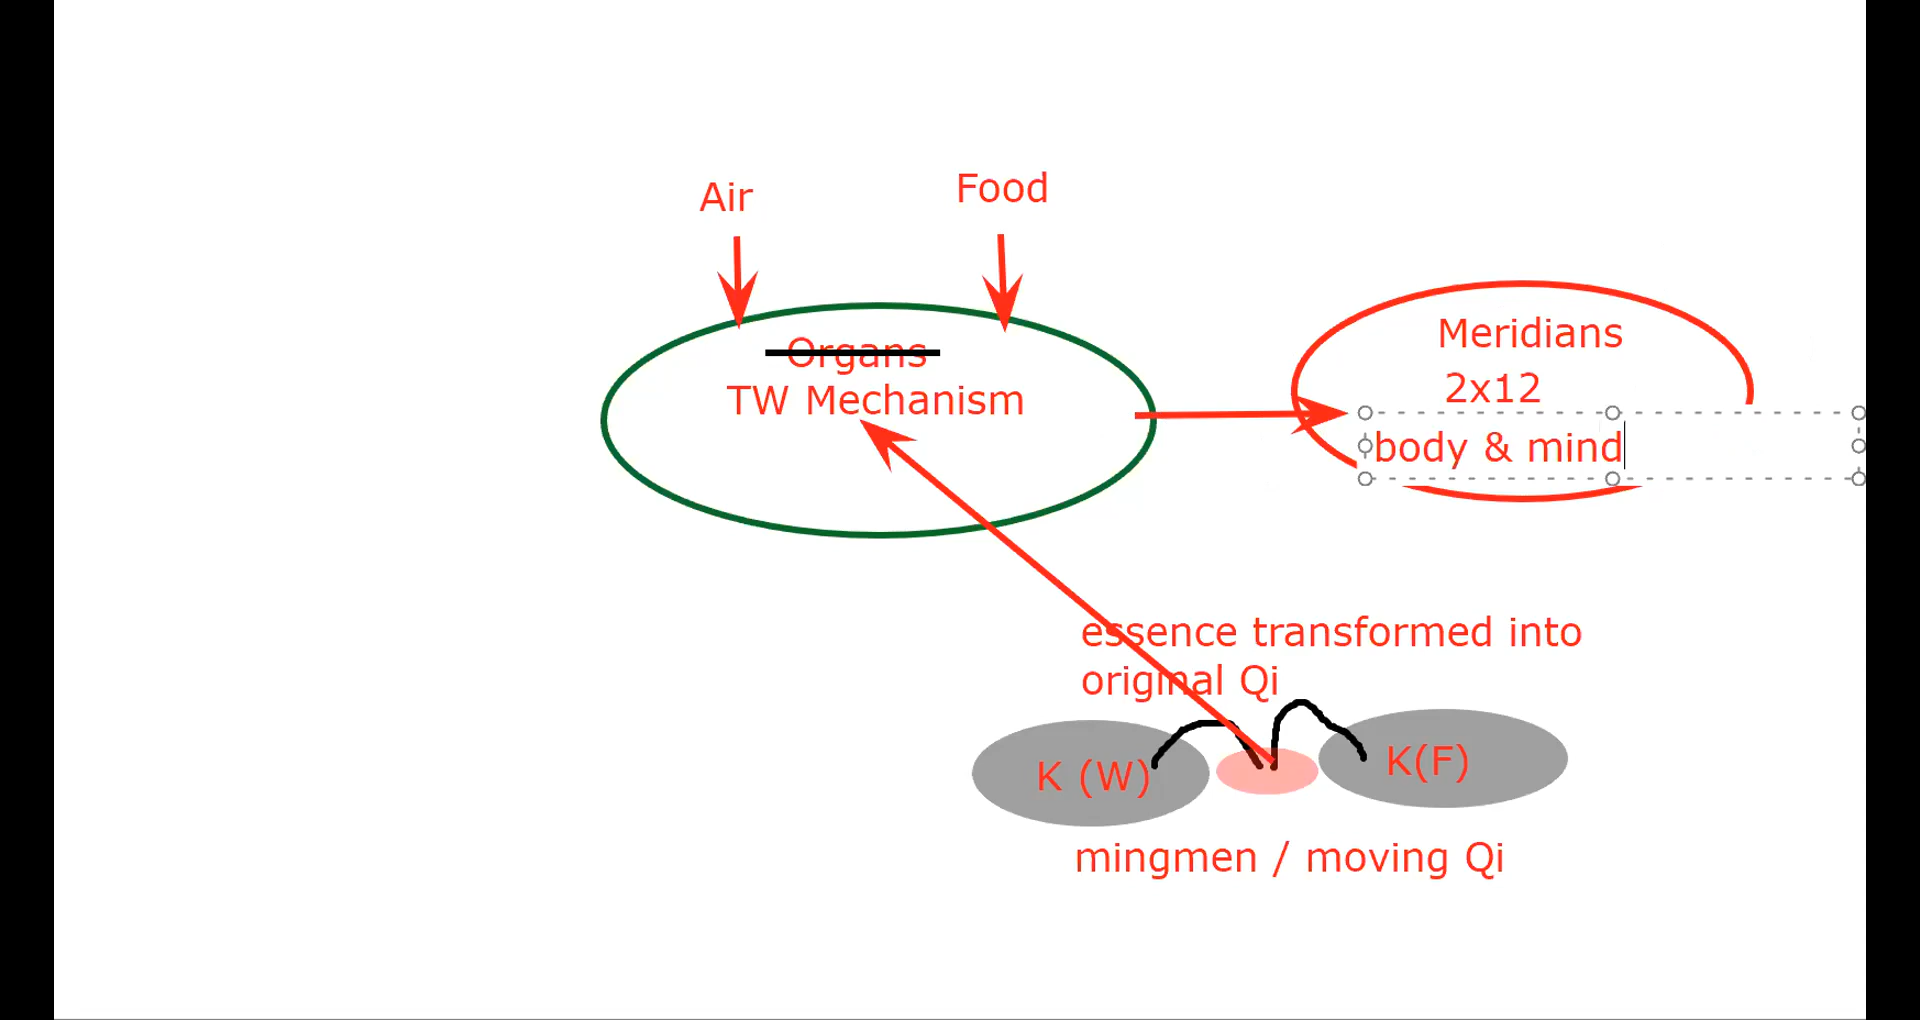 Air
Food
Organs
TW Mechanism
Meridians
2x12
body & mind
essence transformed into
original Qi
K (W)
K(F)
mingmen / moving Qi